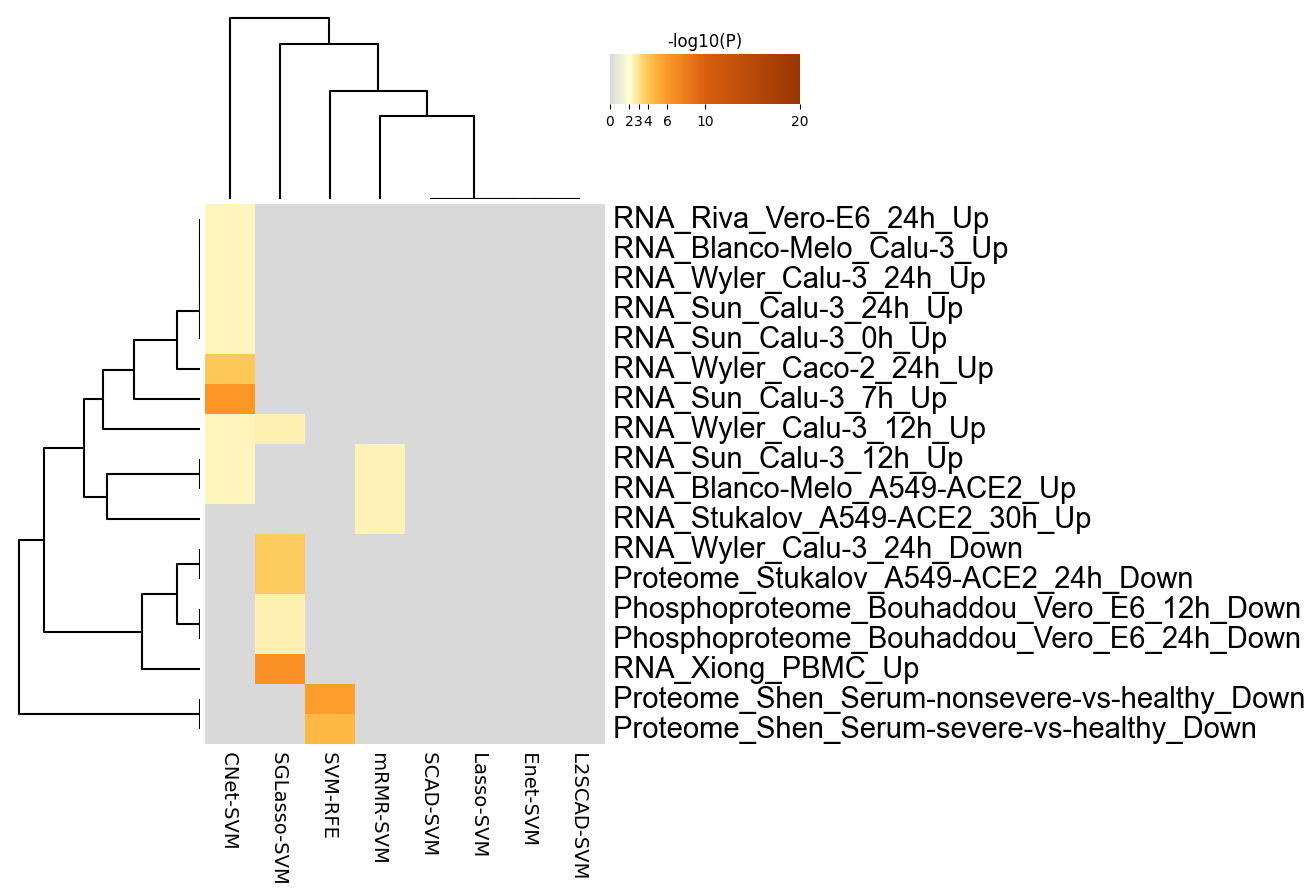 -log10(P)
0 2 3 4 6 10 20
RNA_Riva_Vero-E6_24h_Up
RNA_Blanco-Melo_Calu-3_Up
RNA_Wyler_Calu-3_24h_Up
RNA_Sun_Calu-3_24h_Up
RNA_Sun_Calu-3_0h_Up
RNA_Wyler_Caco-2_24h_Up
RNA_Sun_Calu-3_7h_Up
RNA_Wyler_Calu-3_12h_Up
RNA_Sun_Calu-3_12h_Up
RNA_Blanco-Melo_A549-ACE2_Up
RNA_Stukalov_A549-ACE2_30h_Up
RNA_Wyler_Calu-3_24h_Down
Proteome_Stukalov_A549-ACE2_24h_Down
Phosphoproteome_Bouhaddou_Vero_E6_12h_Down
Phosphoproteome_Bouhaddou_Vero_E6_24h_Down
RNA_Xiong_PBMC_Up
Proteome_Shen_Serum-nonsevere-vs-healthy_Down
Proteome_Shen_Serum-severe-vs-healthy_Down
CNet-SVM
SGLasso-SVM
SVM-RFE
mRMR-SVM
SCAD-SVM
Lasso-SVM
Enet-SVM
L2SCAD-SVM